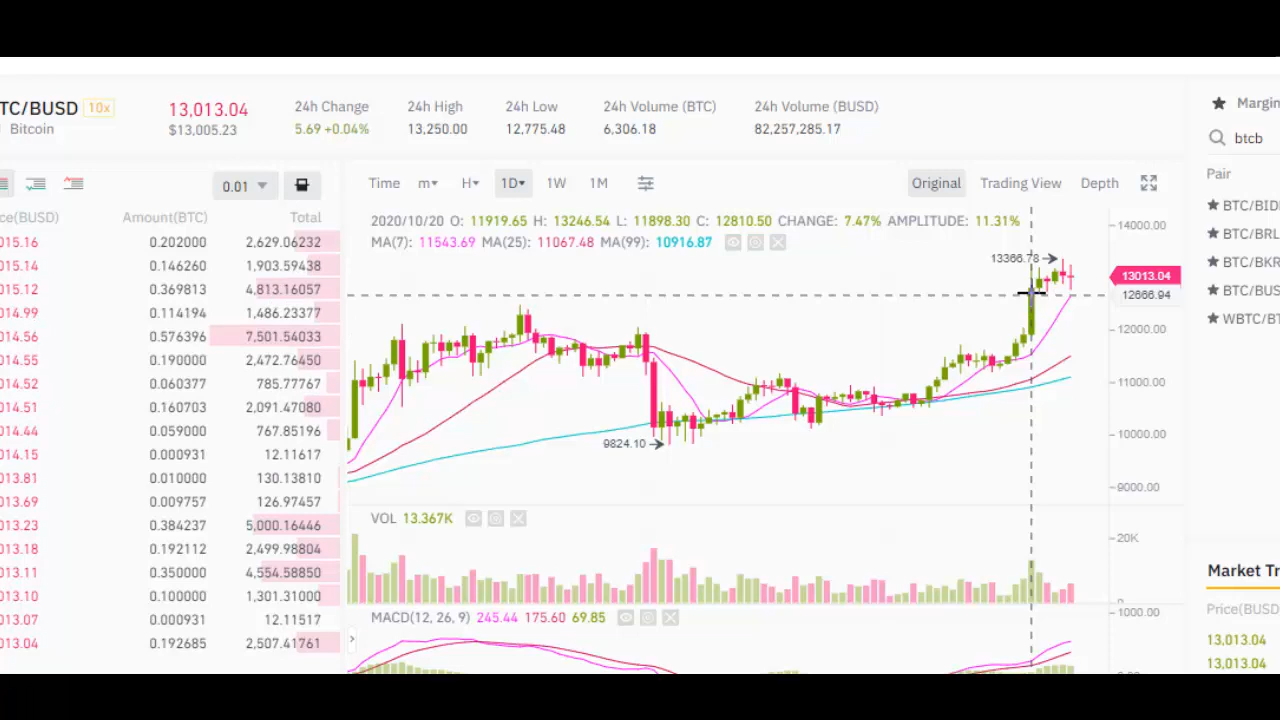 TC/BUSD 10x
Bitcoin
13,013.04
$13,005.23
24h Change
5.69 +0.04%
24h High
13,250.00
24h Low
12,775.48
24h Volume (BTC)
6,306.18
24h Volume (BUSD)
82,257,285.17
0.01
ce(BUSD) Amount(BTC) Total
015.16 0.202000 2,629.06232
015.14 0.146260 1,903.59438
015.12 0.369813 4,813.16057
014.99 0.114194 1,486.23377
014.56 0.576396 7,501.54033
014.55 0.190000 2,472.76450
014.52 0.060377 785.77767
014.51 0.160703 2,091.47080
014.44 0.059000 767.85196
014.15 0.000931 12.11617
013.81 0.010000 130.13810
013.69 0.009757 126.97457
013.23 0.384237 5,000.16446
013.18 0.192112 2,499.98804
013.11 0.350000 4,554.58850
013.10 0.100000 1,301.31000
013.07 0.000931 12.11517
013.04 0.192685 2,507.41761
Time m H 1D 1W 1M Original Trading View Depth
2020/10/20 O: 11919.65 H: 13246.54 L: 11898.30 C: 12810.50 CHANGE: 7.47% AMPLITUDE: 11.31%
MA(7): 11543.69 MA(25): 11067.48 MA(99): 10916.87
14000.00
13366.78
13013.04
12666.94
12000.00
11000.00
10000.00
9824.10
9000.00
VOL 13.367K
20K
0
MACD(12, 26, 9) 245.44 175.60 69.85
1000.00
Margin
btcb
Pair
BTC/BID
BTC/BRL
BTC/BKR
BTC/BUS
WBTC/BT
Market Tr
Price(BUSD
13,013.04
13,013.04